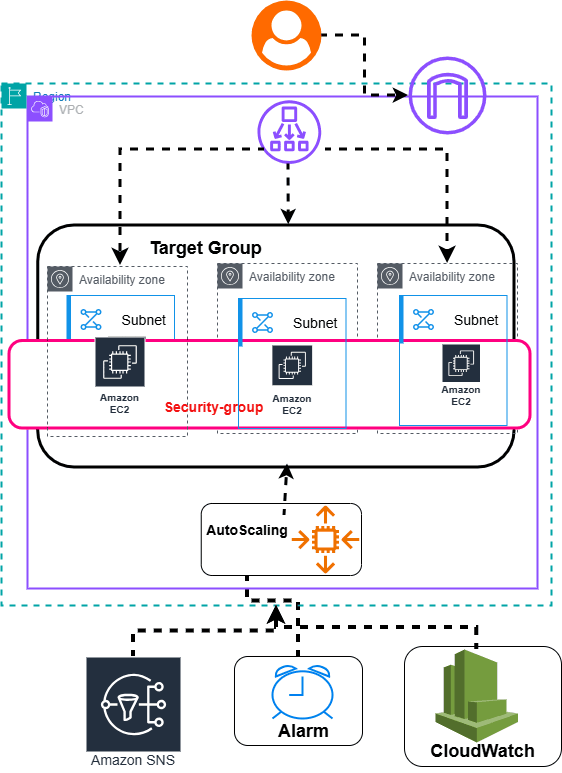 Region
VPC
Target Group
Availability zone
Availability zone
Availability zone
Subnet
Subnet
Subnet
Amazon
EC2
Amazon
EC2
Amazon
EC2
Security-group
AutoScaling
Amazon SNS
Alarm
CloudWatch